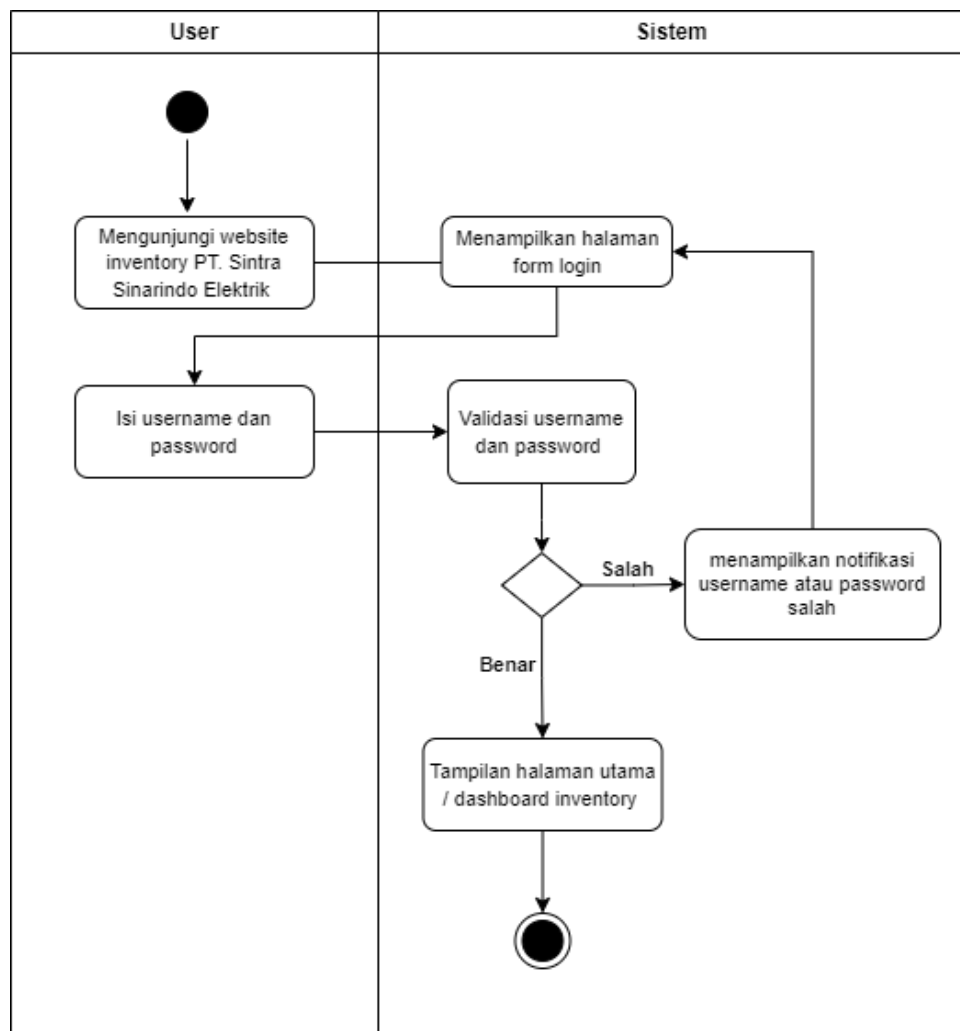 User
Sistem
Mengunjungi website
inventory PT. Sintra
Sinarindo Elektrik
Menampilkan halaman
form login
Isi username dan
password
Validasi username
dan password
Salah
menampilkan notifikasi
username atau password
salah
Benar
Tampilan halaman utama
/ dashboard inventory